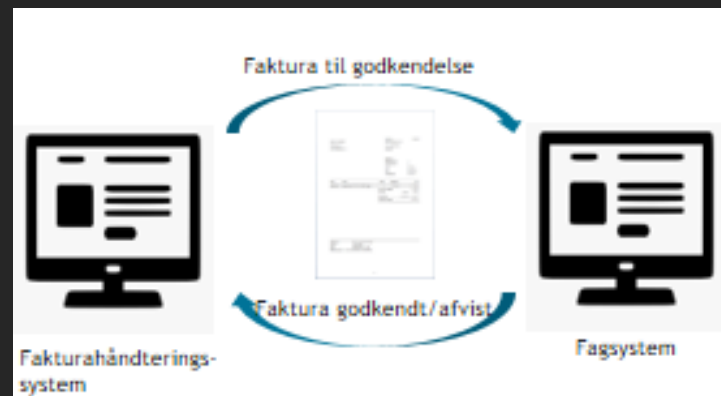 Faktura til godkendelse
Faktura godkendt/afvist
Fakturahåndterings-
system
Fagsystem